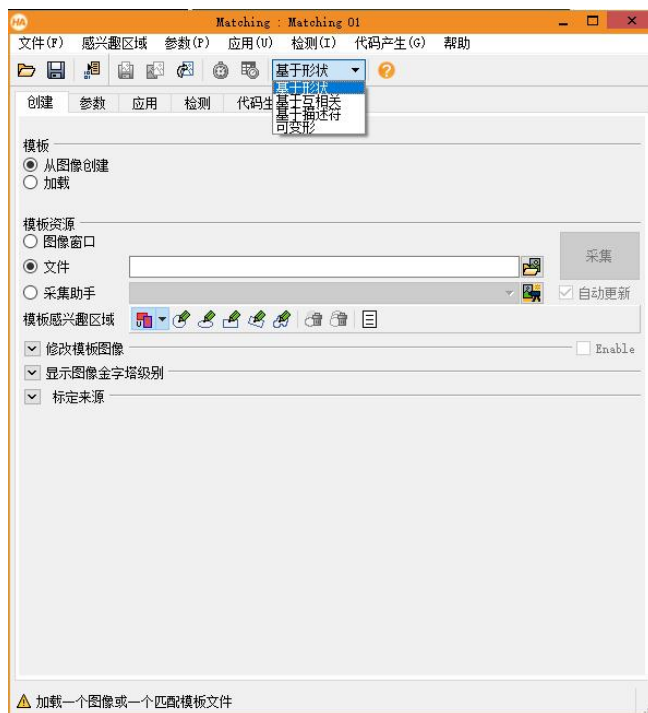 HA Matching : Matching 01
文件(F) 感兴趣区域 参数(P) 应用(U) 检测(I) 代码产生(G) 帮助
基于形状
创建 参数 应用 检测 代码生
基于形状
基于互相关
基于描述符
可变形
模板
从图像创建
加载
模板资源
图像窗口
文件
采集
采集助手
自动更新
模板感兴趣区域
修改模板图像 Enable
显示图像金字塔级别
标定来源
加载一个图像或一个匹配模板文件